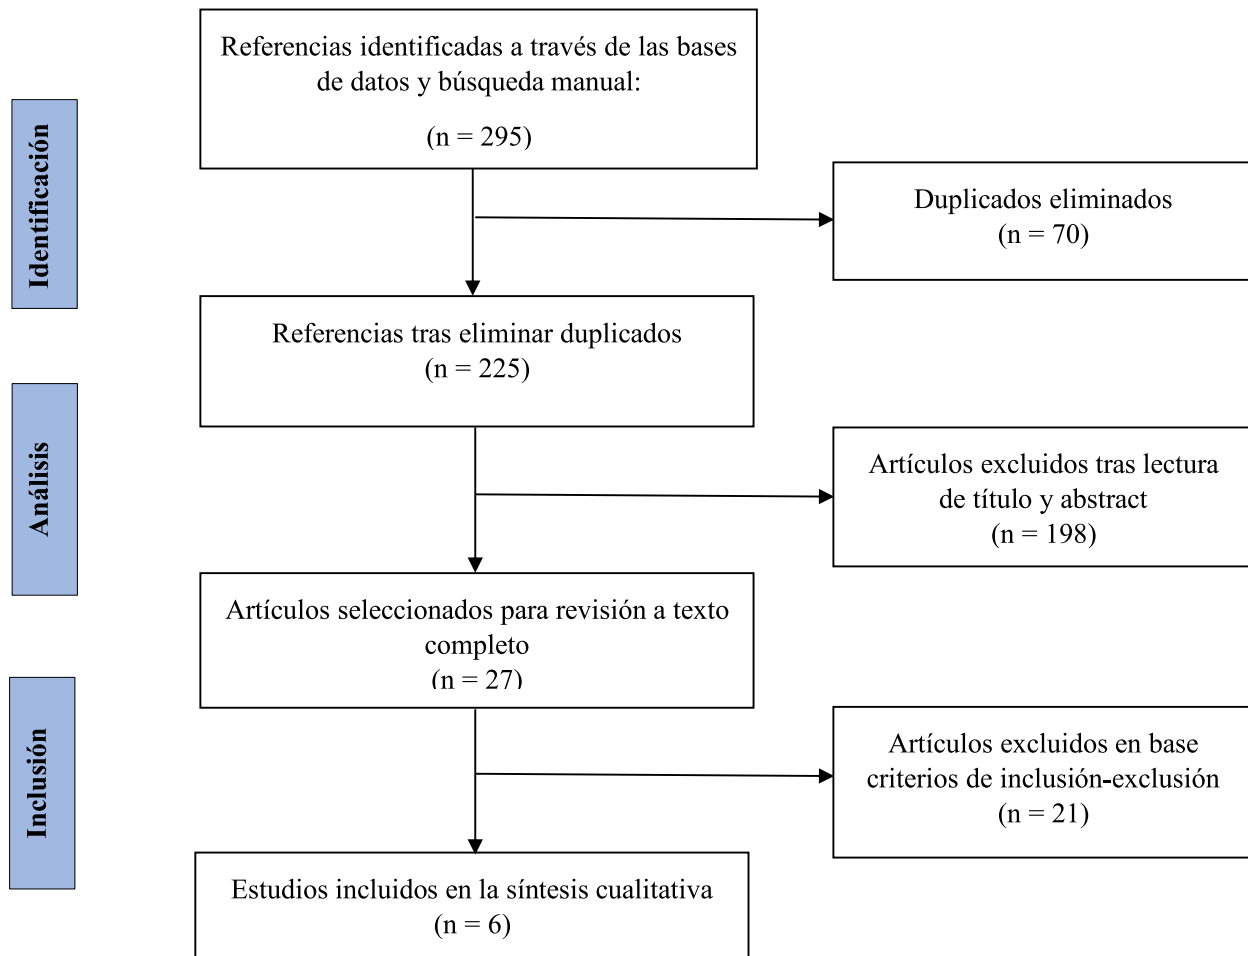 Referencias identificadas a través de las bases
de datos y búsqueda manual:
(n = 295)
Identificación
Duplicados eliminados
(n = 70)
Referencias tras eliminar duplicados
(n = 225)
Análisis
Artículos excluidos tras lectura
de título y abstract
(n = 198)
Artículos seleccionados para revisión a texto
completo
(n = 27)
Inclusión
Artículos excluidos en base
criterios de inclusión-exclusión
(n = 21)
Estudios incluidos en la síntesis cualitativa
(n = 6)